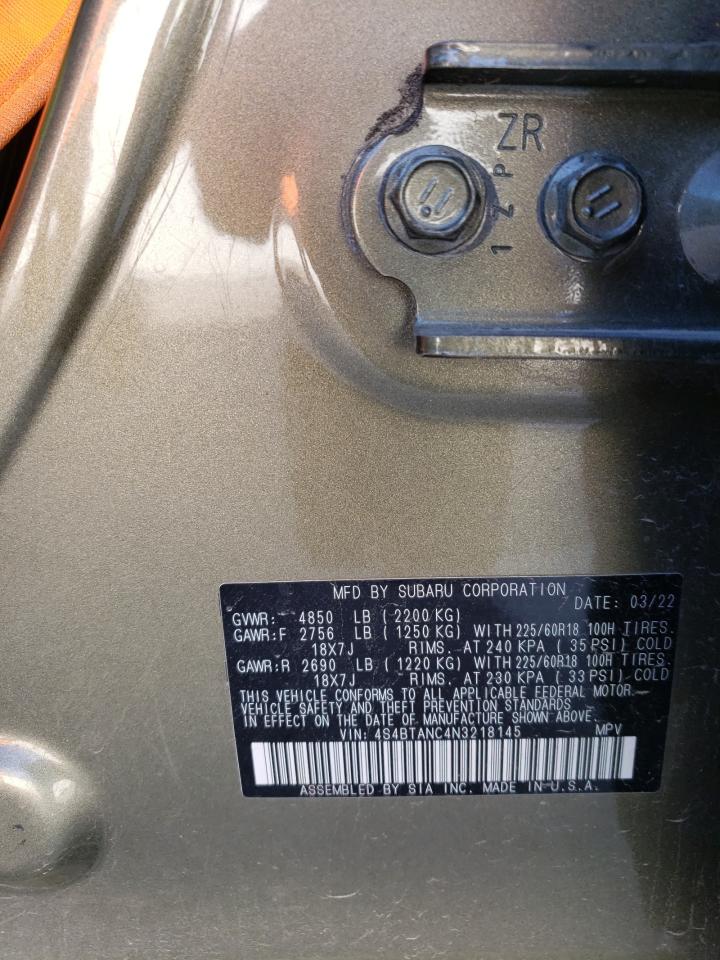 ZR
1 Z P
MFD BY SUBARU CORPORATION
DATE: 03/22
GVWR: 4850 LB (2200 KG)
GAWR:F 2756 LB (1250 KG) WITH 225/60R18 100H TIRES.
18X7J RIMS. AT 240 KPA (35 PSI) COLD
GAWR:R 2690 LB (1220 KG) WITH 225/60R18 100H TIRES.
18X7J RIMS. AT 230 KPA (33 PSI) COLD
THIS VEHICLE CONFORMS TO ALL APPLICABLE FEDERAL MOTOR
VEHICLE SAFETY AND THEFT PREVENTION STANDARDS
IN EFFECT ON THE DATE OF MANUFACTURE SHOWN ABOVE.
VIN: 4S4BTANC4N3218145 MPV
ASSEMBLED BY SIA INC. MADE IN U.S.A.